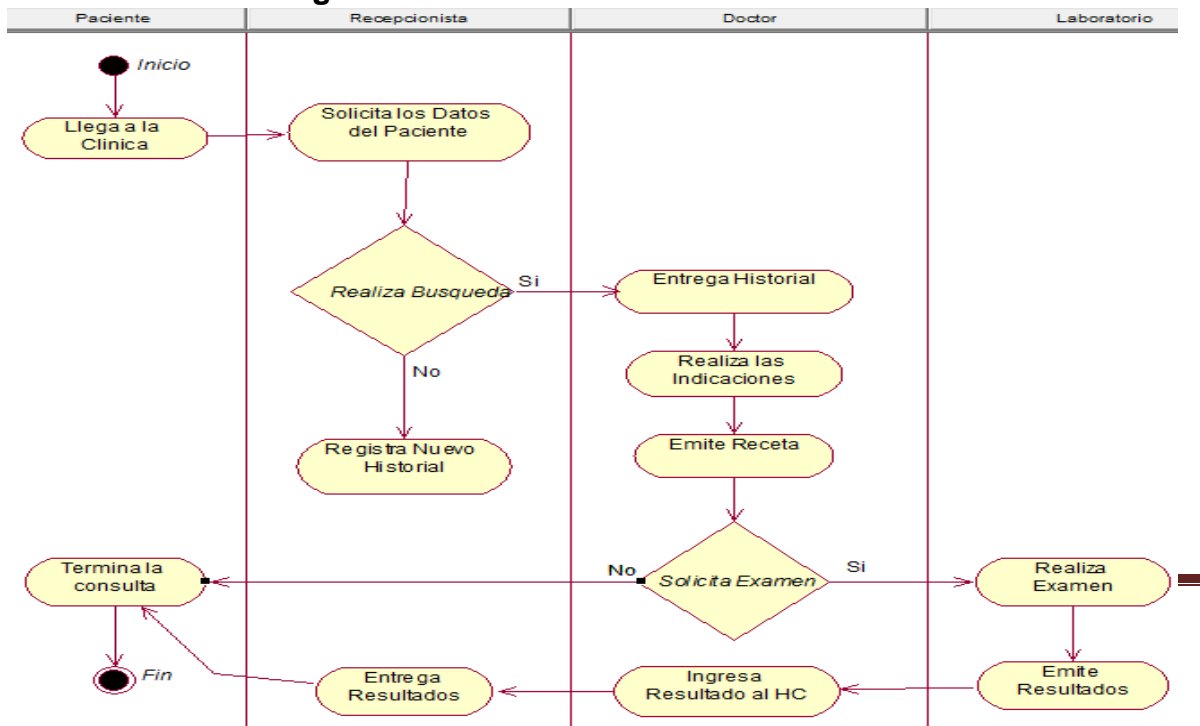 g
Paciente
Recepcionista
Doctor
Laboratorio
Inicio
Llega a la
Clinica
Solicita los Datos
del Paciente
Realiza Busqueda
Si
Entrega Historial
Realiza las
Indicaciones
No
Registra Nuevo
Historial
Emite Receta
Termina la
consulta
No
Solicita Examen
Si
Realiza
Examen
Fin
Entrega
Resultados
Ingresa
Resultado al HC
Emite
Resultados